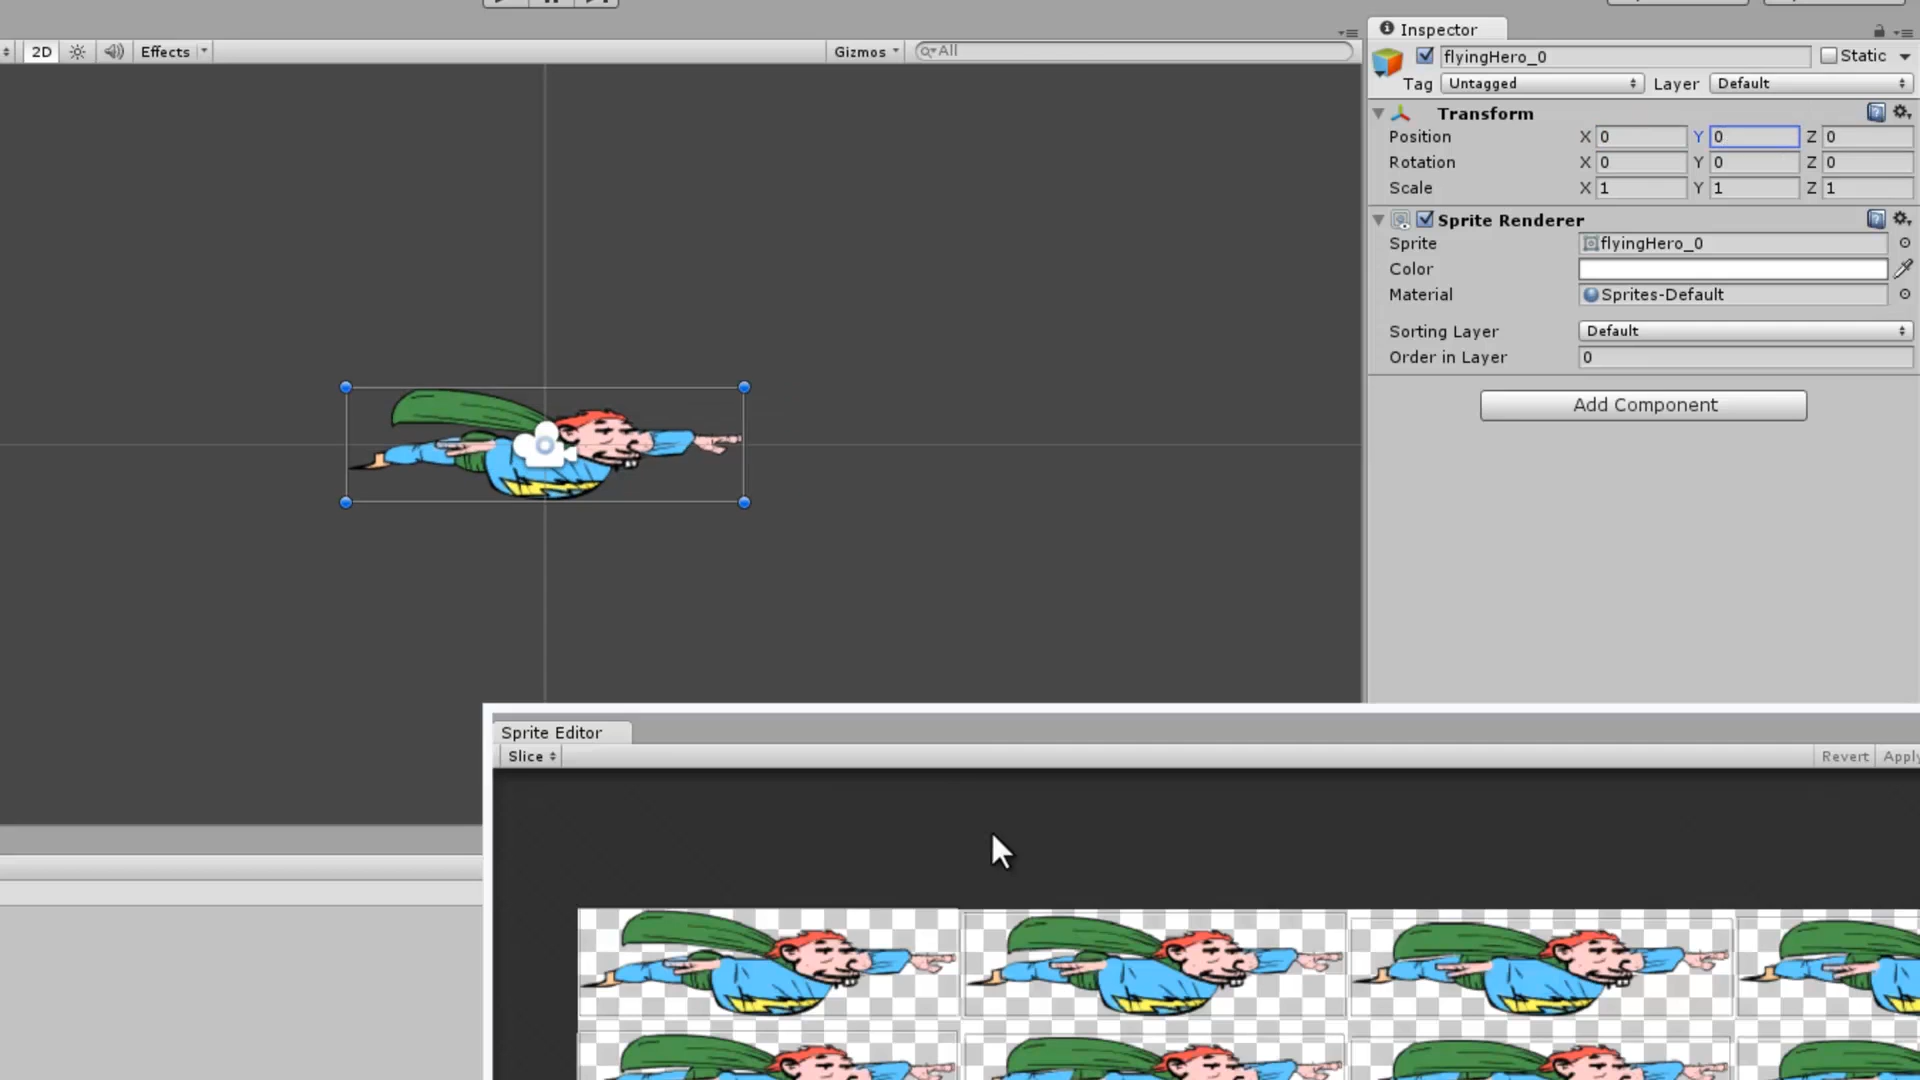 Inspector
2D Effects Gizmos All
flyingHero_0 Static
Tag Untagged Layer Default
Transform
Position X 0 Y 0 Z 0
Rotation X 0 Y 0 Z 0
Scale X 1 Y 1 Z 1
Sprite Renderer
Sprite flyingHero_0
Color
Material Sprites-Default
Sorting Layer Default
Order in Layer 0
Add Component
Sprite Editor
Slice Revert Apply